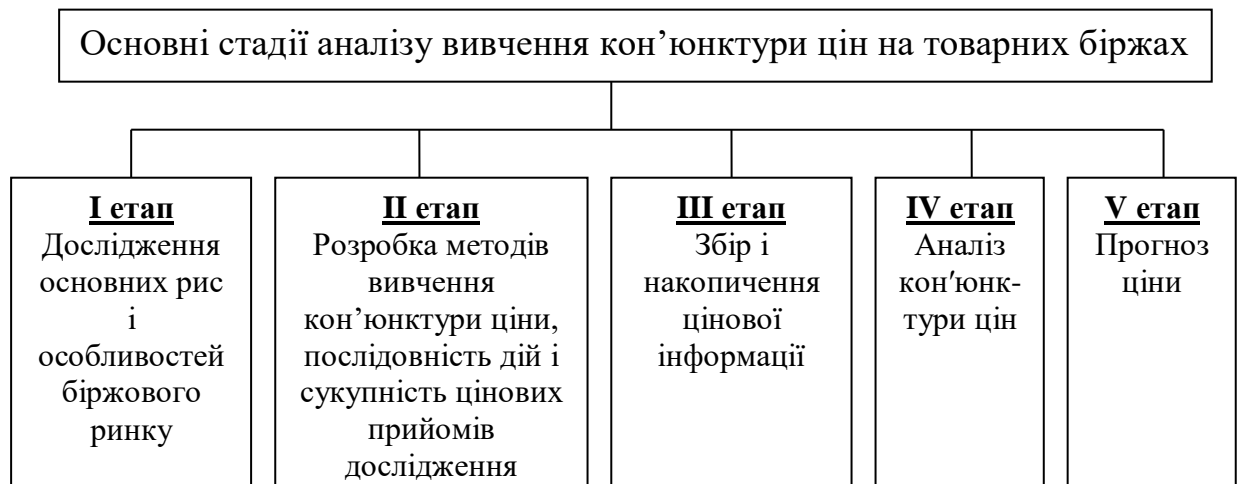 Основні стадії аналізу вивчення кон’юнктури цін на товарних біржах
І етап
Дослідження
основних рис
і
особливостей
біржового
ринку
ІІ етап
Розробка методів
вивчення
кон’юнктури ціни,
послідовність дій і
сукупність цінових
прийомів
дослідження
ІІІ етап
Збір і
накопичення
цінової
інформації
IV етап
Аналіз
кон'юнк-
тури цін
V етап
Прогноз
ціни